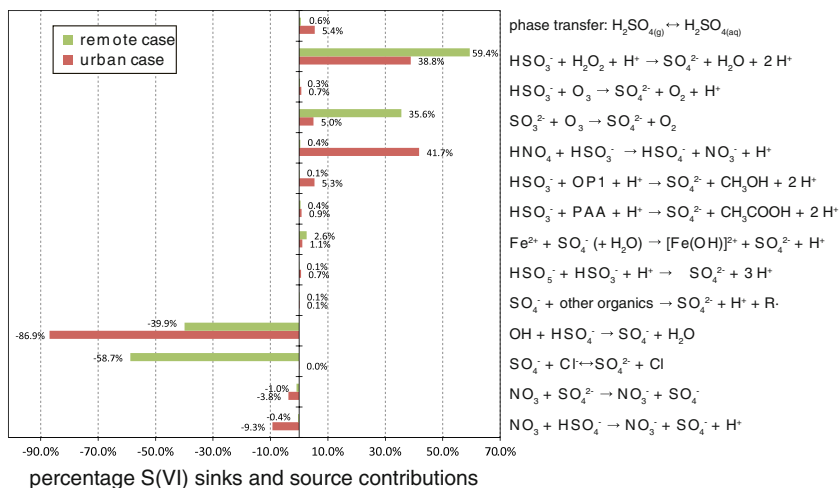 0.6%
5.4%
phase transfer: H₂SO₄₍g₎ ↔ H₂SO₄₍aq₎
remote case
urban case
59.4%
38.8%
HSO₃⁻ + H₂O₂ + H⁺ → SO₄²⁻ + H₂O + 2 H⁺
0.3%
0.7%
HSO₃⁻ + O₃ → SO₄²⁻ + O₂ + H⁺
35.6%
5.0%
SO₃²⁻ + O₃ → SO₄²⁻ + O₂
0.4%
41.7%
HNO₄ + HSO₃⁻ → HSO₄⁻ + NO₃⁻ + H⁺
0.1%
5.3%
HSO₃⁻ + OP1 + H⁺ → SO₄²⁻ + CH₃OH + 2 H⁺
0.4%
0.9%
HSO₃⁻ + PAA + H⁺ → SO₄²⁻ + CH₃COOH + 2 H⁺
2.6%
1.1%
Fe²⁺ + SO₄⁻ (+ H₂O) → [Fe(OH)]²⁺ + SO₄²⁻ + H⁺
0.1%
0.7%
HSO₅⁻ + HSO₃⁻ + H⁺ → SO₄²⁻ + 3 H⁺
0.1%
0.1%
SO₄⁻ + other organics → SO₄²⁻ + H⁺ + R·
-39.9%
-86.9%
OH + HSO₄⁻ → SO₄⁻ + H₂O
-58.7%
0.0%
SO₄⁻ + Cl⁻ ↔ SO₄²⁻ + Cl
-1.0%
-3.8%
NO₃ + SO₄²⁻ → NO₃⁻ + SO₄⁻
-0.4%
-9.3%
NO₃ + HSO₄⁻ → NO₃⁻ + SO₄⁻ + H⁺
-90.0% -70.0% -50.0% -30.0% -10.0% 10.0% 30.0% 50.0% 70.0%
percentage S(VI) sinks and source contributions